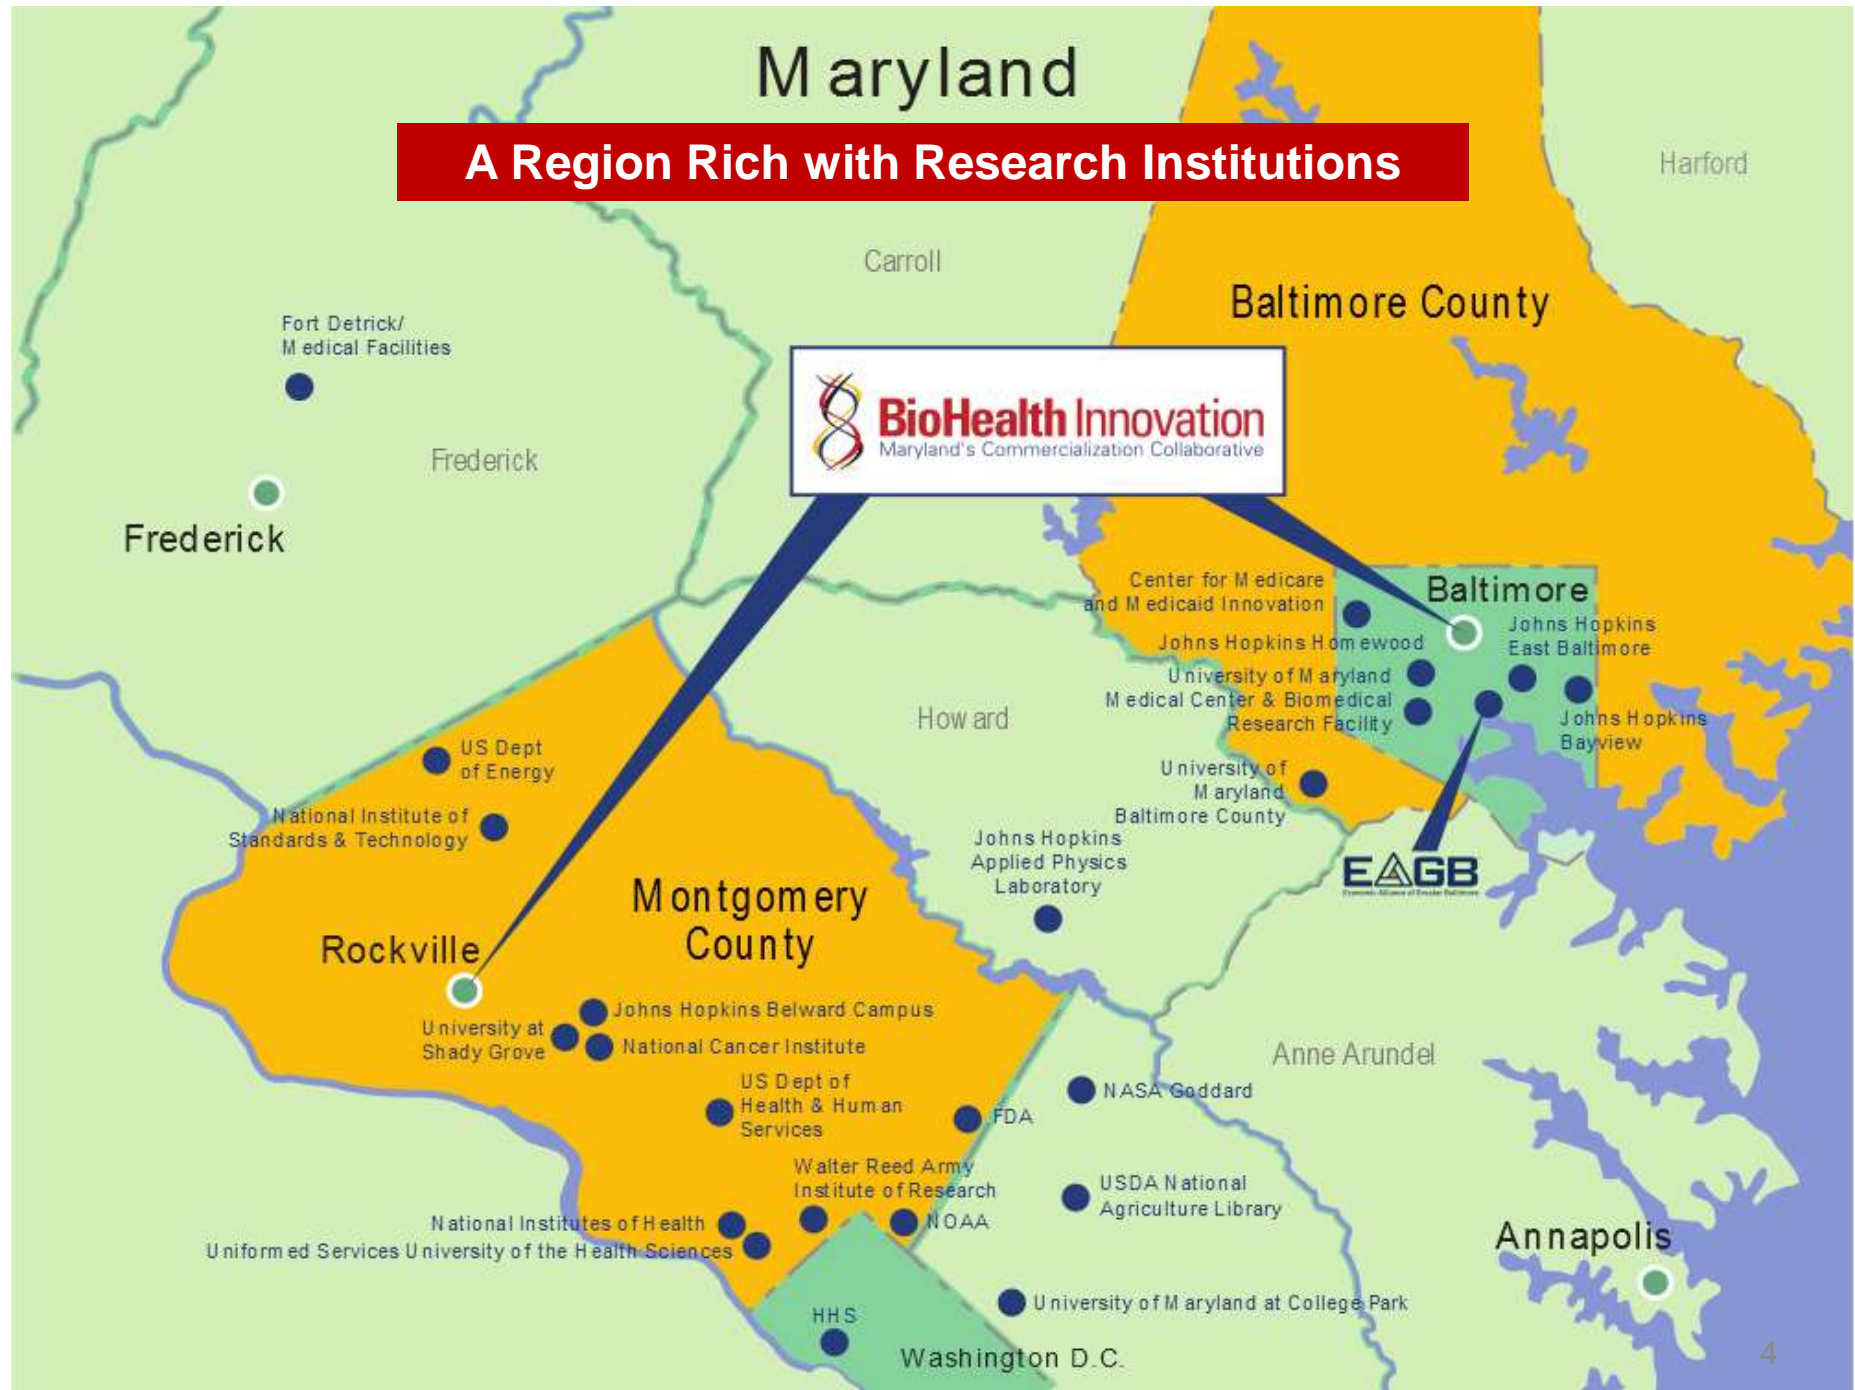 Maryland
A Region Rich with Research Institutions
Harford
Carroll
Baltimore County
Fort Detrick/
Medical Facilities
BioHealth Innovation
Maryland's Commercialization Collaborative
Frederick
Frederick
Center for Medicare
and Medicaid Innovation
Baltimore
Johns Hopkins
East Baltimore
Johns Hopkins Homewood
University of Maryland
Medical Center & Biomedical
Research Facility
Johns Hopkins
Bayview
Howard
US Dept
of Energy
University of
Maryland
Baltimore County
National Institute of
Standards & Technology
Johns Hopkins
Applied Physics
Laboratory
EAGB
Economic Alliance of Greater Baltimore
Montgomery
County
Rockville
Johns Hopkins Belward Campus
University at
Shady Grove
National Cancer Institute
Anne Arundel
US Dept of
Health & Human
Services
NASA Goddard
FDA
Walter Reed Army
Institute of Research
USDA National
Agriculture Library
National Institutes of Health
NOAA
Uniformed Services University of the Health Sciences
Annapolis
University of Maryland at College Park
HHS
Washington D.C.
4